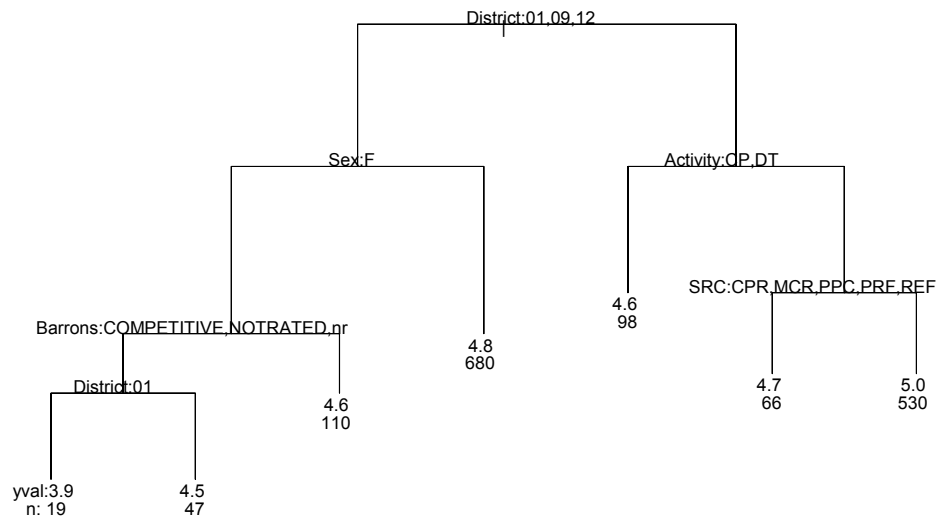 District:01,09,12
Sex:F
Activity:CP,DT
SRC:CPR,MCR,PPC,PRF,REF
4.6
98
Barrons:COMPETITIVE,NOTRATED,nr
4.8
680
District:01
4.6
110
4.7
66
5.0
530
yval:3.9
n: 19
4.5
47